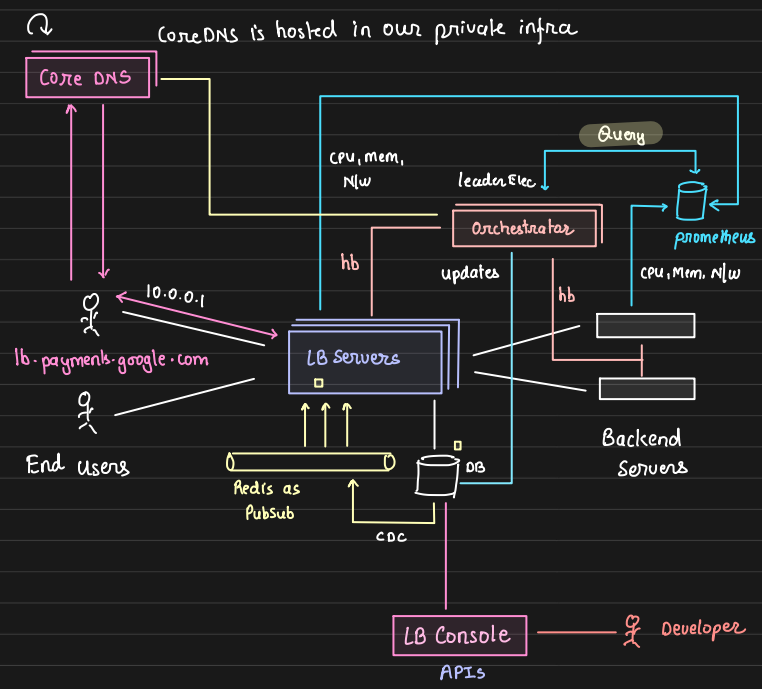 CoreDNS is hosted in our private infra
Core DNS
Query
CPU, mem,
N/W
leaderElec
Orchestrator
prometheus
hb
updates
hb
CPU, Mem, N/W
10.0.0.1
lb.payments.google.com
LB Servers
End Users
Backend
Servers
DB
Redis as
PubSub
CDC
LB Console
Developer
APIs